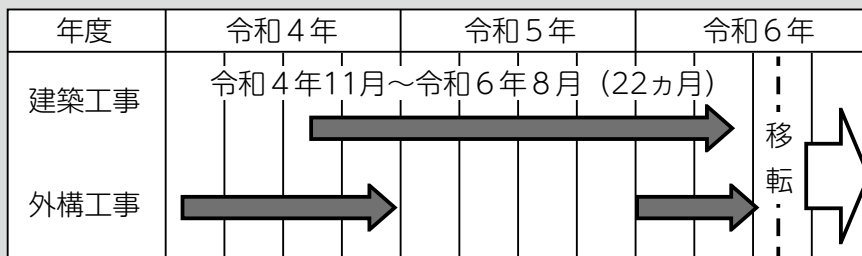 年度 令和4年 令和5年 令和6年
建築工事 令和4年11月~令和6年8月(22ヵ月)
移転
外構工事